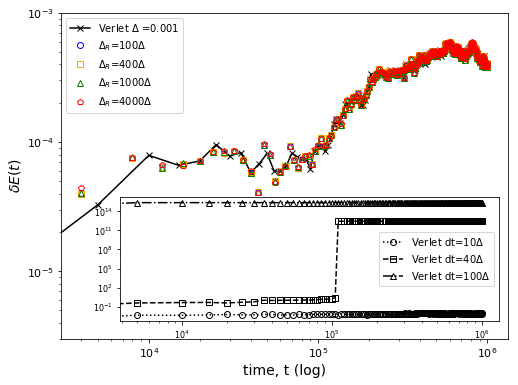 10⁻³
Verlet Δ =0.001
Δ_R=100Δ
Δ_R=400Δ
Δ_R=1000Δ
Δ_R=4000Δ
10⁻⁴
δE(t)
10⁻⁵
10¹⁴
10¹¹
10⁸
10⁵
10²
10⁻¹
Verlet dt=10Δ
Verlet dt=40Δ
Verlet dt=100Δ
10⁴
10⁵
10⁶
10⁴
10⁵
10⁶
time, t (log)